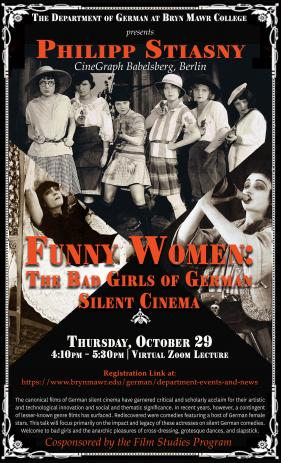 The Department of German at Bryn Mawr College
presents
Philipp Stiasny
CineGraph Babelsberg, Berlin
Funny Women:
The Bad Girls of German
Silent Cinema
Thursday, October 29
4:10pm – 5:30pm | Virtual Zoom Lecture
Registration Link at:
https://www.brynmawr.edu/german/department-events-and-news
The canonical films of German silent cinema have garnered critical and scholarly acclaim for their artistic
and technological innovation and social and thematic significance. In recent years, however, a contingent
of lesser-known genre films has surfaced. Rediscovered were comedies featuring a host of German female
stars. This talk will focus primarily on the impact and legacy of these actresses on silent German comedies.
Welcome to bad girls and the anarchic pleasures of cross-dressing, grotesque dances, and slapstick.
Cosponsored by the Film Studies Program